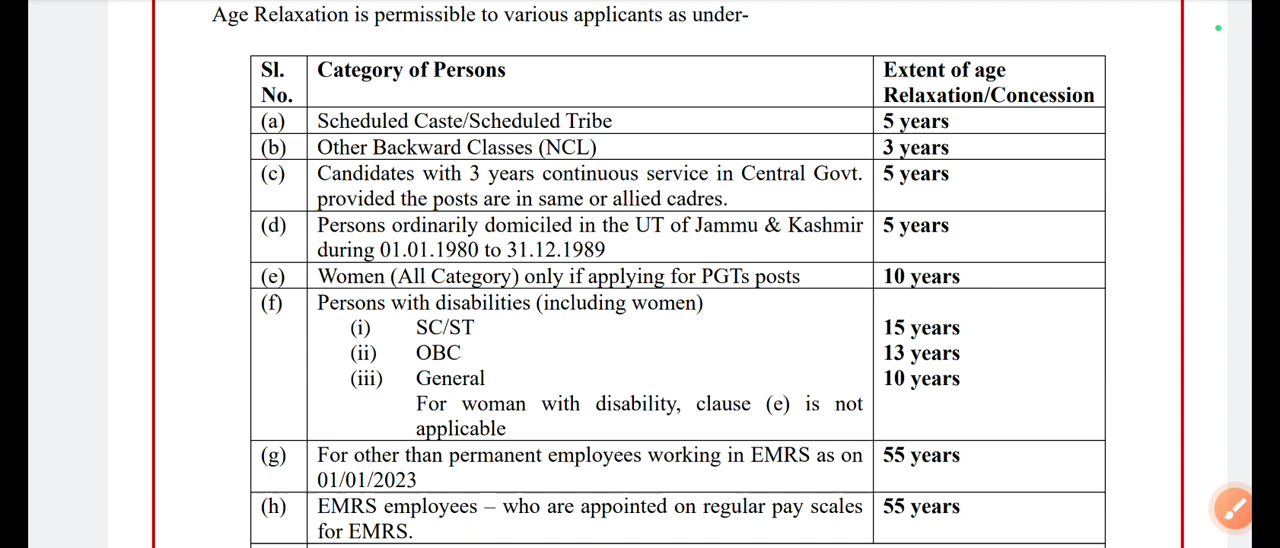 Age Relaxation is permissible to various applicants as under-
Sl. No. Category of Persons Extent of age Relaxation/Concession
(a) Scheduled Caste/Scheduled Tribe 5 years
(b) Other Backward Classes (NCL) 3 years
(c) Candidates with 3 years continuous service in Central Govt. 5 years
provided the posts are in same or allied cadres.
(d) Persons ordinarily domiciled in the UT of Jammu & Kashmir 5 years
during 01.01.1980 to 31.12.1989
(e) Women (All Category) only if applying for PGTs posts 10 years
(f) Persons with disabilities (including women)
(i) SC/ST 15 years
(ii) OBC 13 years
(iii) General 10 years
For woman with disability, clause (e) is not
applicable
(g) For other than permanent employees working in EMRS as on 55 years
01/01/2023
(h) EMRS employees – who are appointed on regular pay scales 55 years
for EMRS.